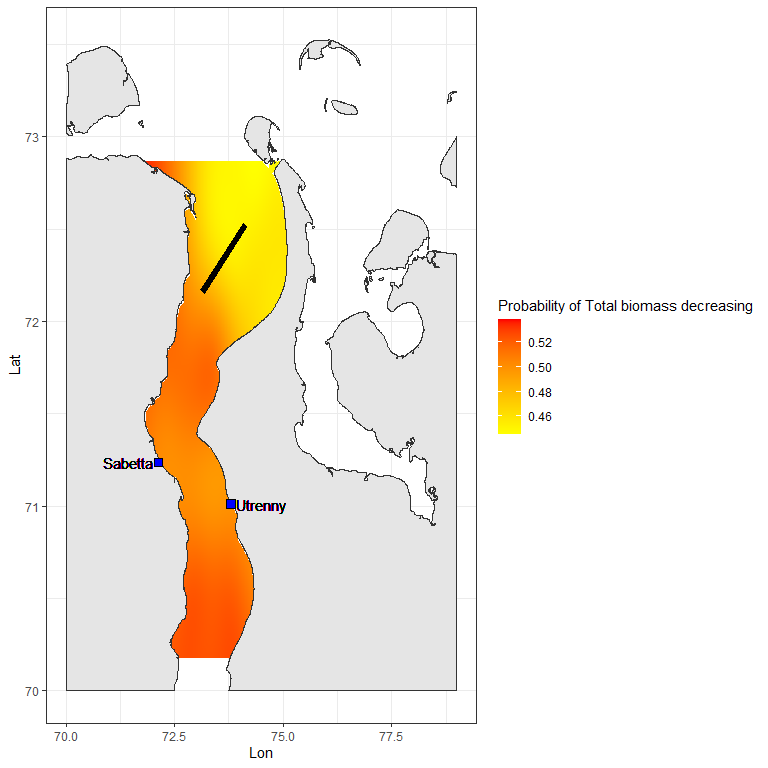 73
72
71
70
Lat
Sabetta
Utrenny
70.0 72.5 75.0 77.5
Lon
Probability of Total biomass decreasing
0.52
0.50
0.48
0.46